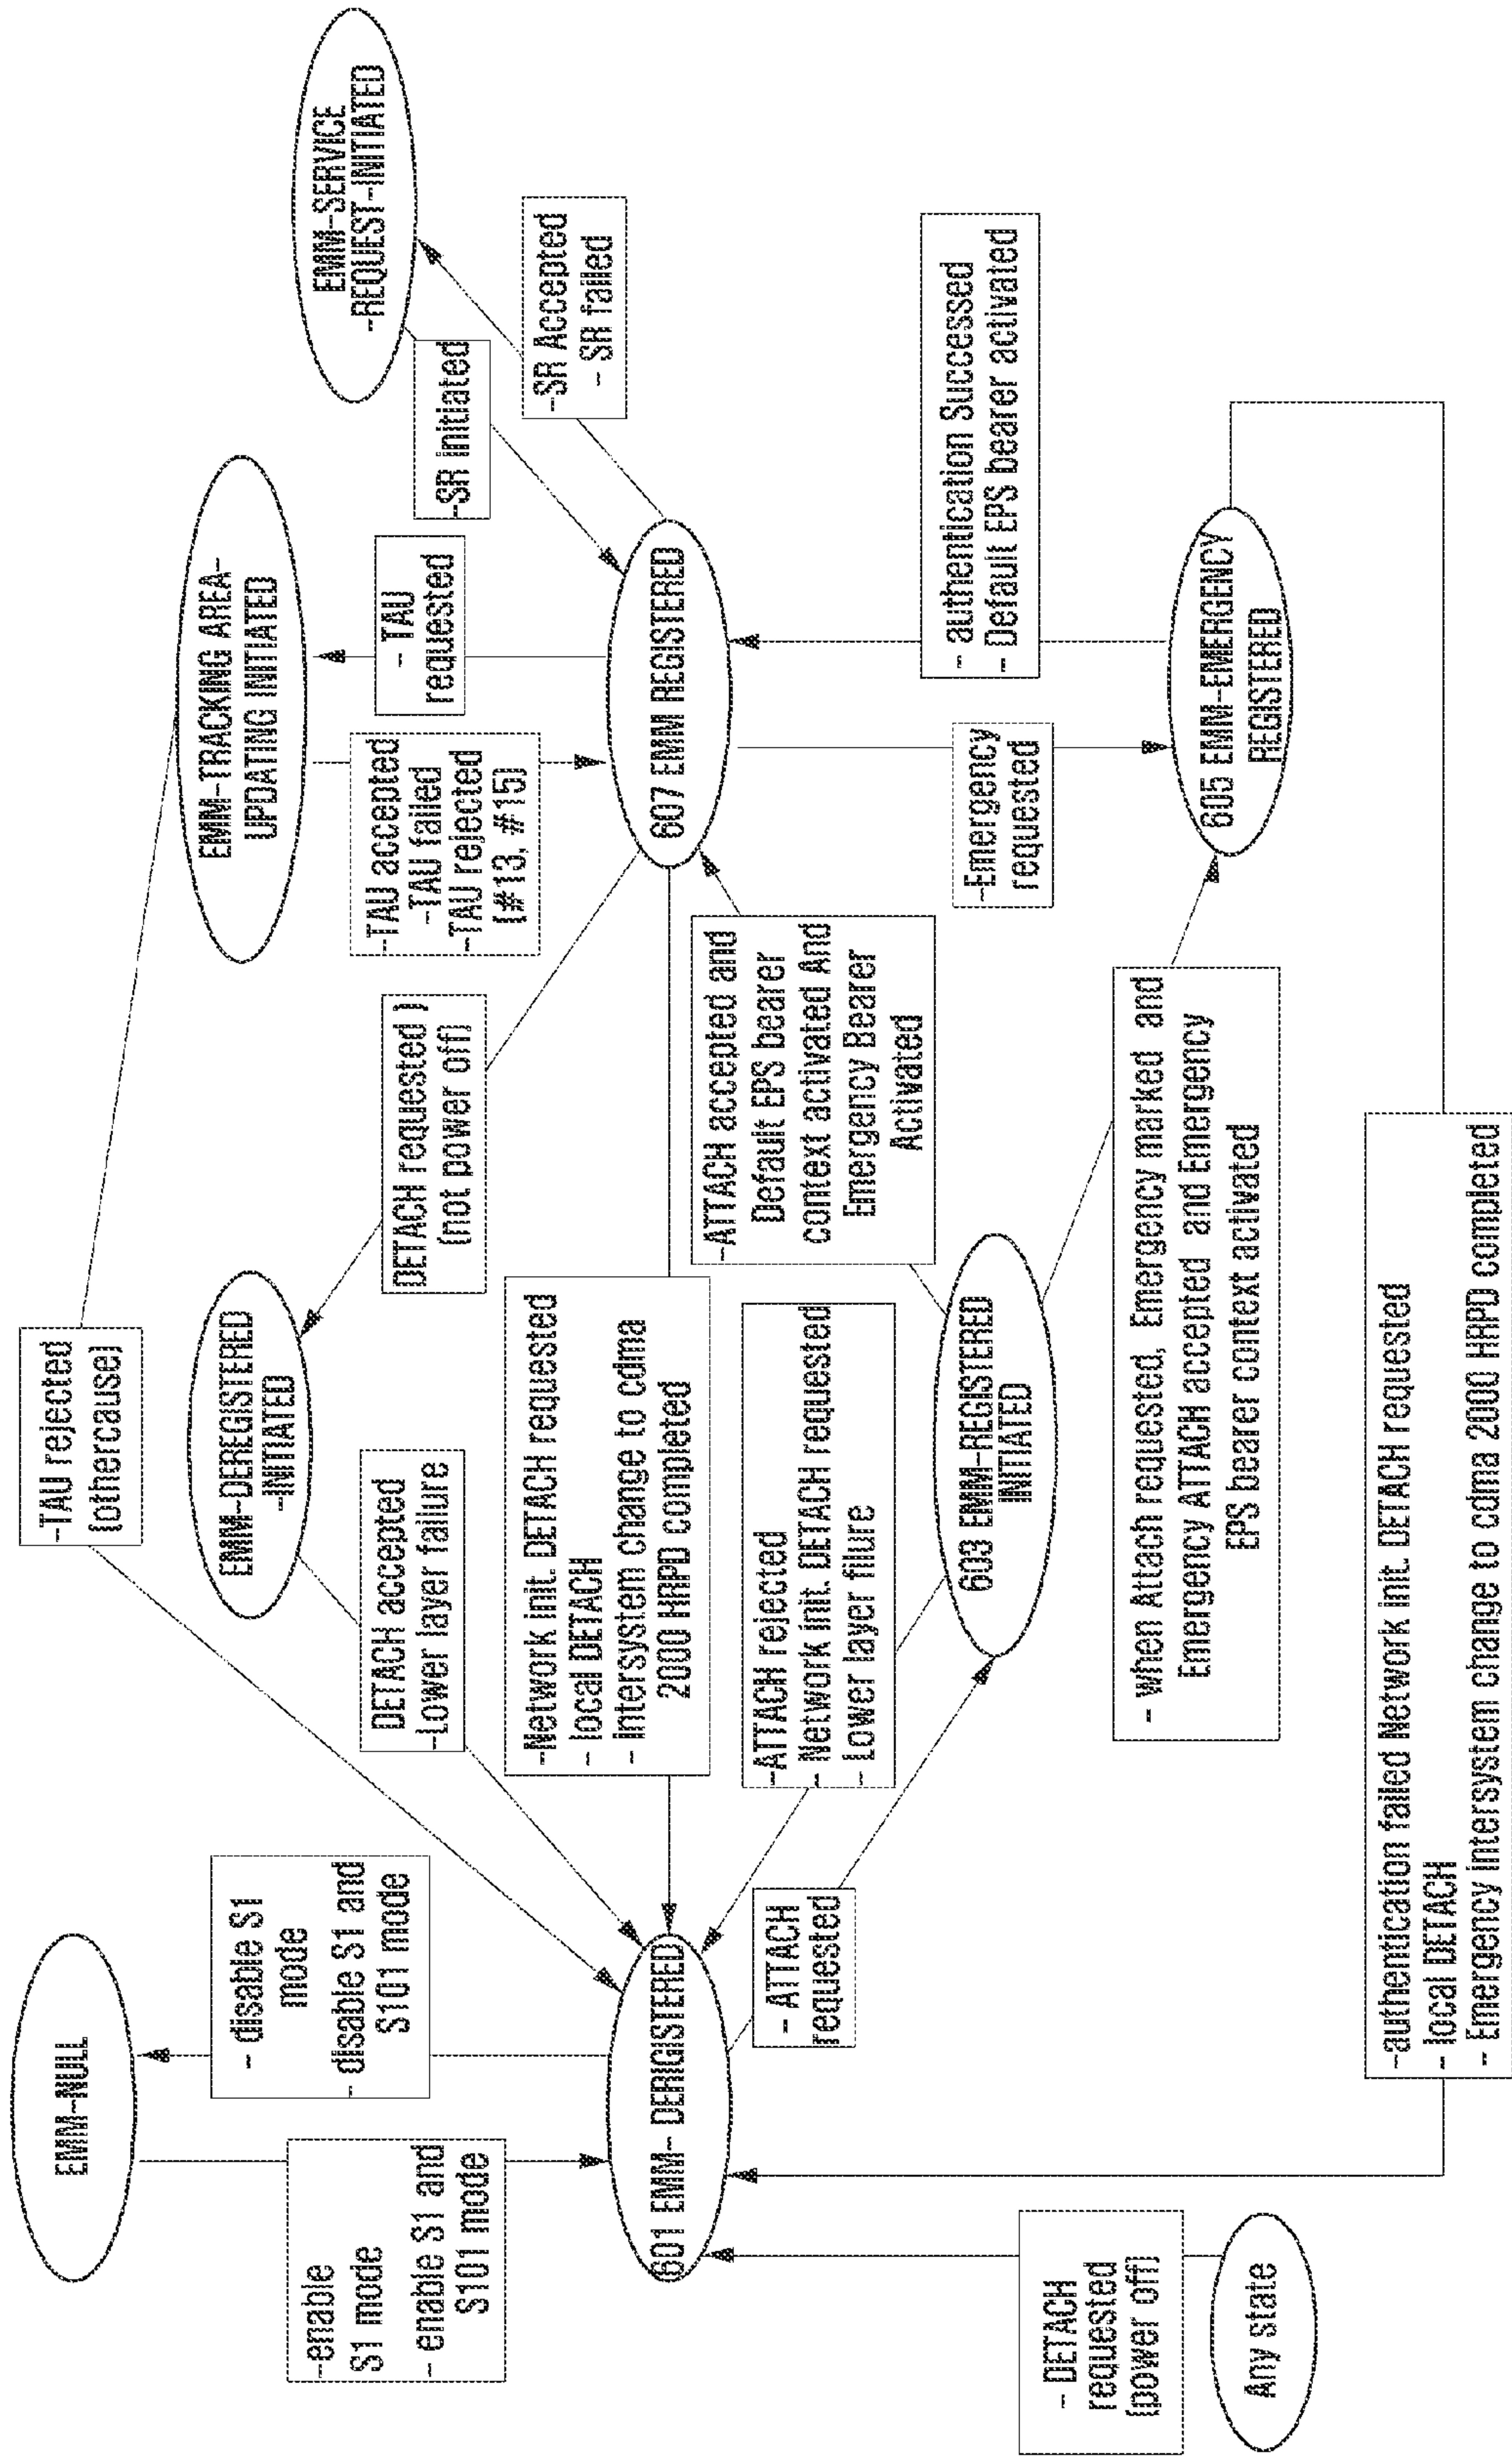 EMM-NULL
-enable
S1 mode
- enable S1 and
S101 mode
- disable S1
mode
- disable S1 and
S101 mode
-TAU rejected
(othercause)
EMM-DEREGISTERED
-INITIATED
EMM-TRACKING AREA-
UPDATING INITIATED
EMM-SERVICE
-REQUEST-INITIATED
DETACH accepted
-Lower layer failure
DETACH requested )
(not power off)
-TAU accepted
-TAU failed
-TAU rejected
(#13, #15)
- TAU
requested
-SR initiated
-SR Accepted
- SR failed
-Network init. DETACH requested
- local DETACH
- Intersystem change to cdma
2000 HRPD completed
601 EMM- DERIGISTERED
607 EMM REGISTERED
-ATTACH rejected
- Network init. DETACH requested
- Lower layer filure
- ATTACH
requested
-ATTACH accepted and
Default EPS bearer
context activated And
Emergency Bearer
Activated
-Emergency
requested
- authentication Successed
- Default EPS bearer activated
603 EMM-REGISTERED
INITIATED
605 EMM-EMERGENCY
REGISTERED
- when Attach requested, Emergency marked and
Emergency ATTACH accepted and Emergency
EPS bearer context activated
- DETACH
requested
(power off)
Any state
-authentication failed Network init. DETACH requested
- local DETACH
- Emergency intersystem change to cdma 2000 HRPD completed